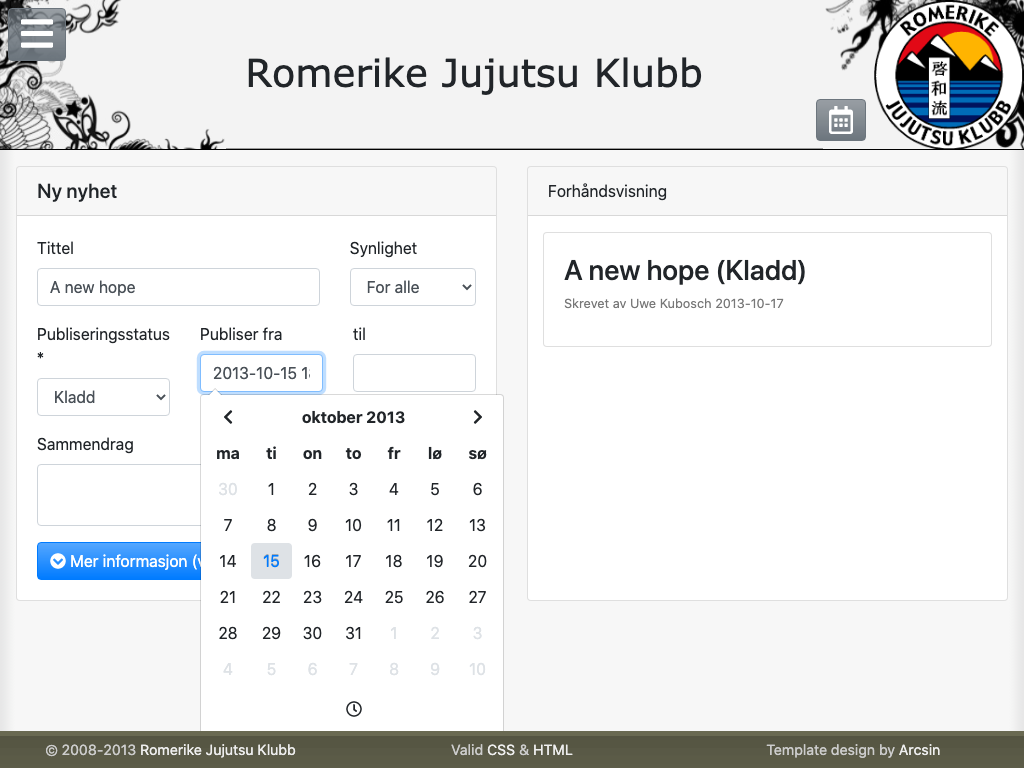 Romerike Jujutsu Klubb
ROMERIKE
啓和流
JUJUTSU KLUBB
Ny nyhet
Forhåndsvisning
Tittel
Synlighet
A new hope
For alle
A new hope (Kladd)
Skrevet av Uwe Kubosch 2013-10-17
Publiseringsstatus
*
Publiser fra
til
2013-10-15 1
Kladd
Sammendrag
oktober 2013
ma ti on to fr lø sø
30 1 2 3 4 5 6
7 8 9 10 11 12 13
14 15 16 17 18 19 20
21 22 23 24 25 26 27
28 29 30 31 1 2 3
4 5 6 7 8 9 10
Mer informasjon (
© 2008-2013 Romerike Jujutsu Klubb
Valid CSS & HTML
Template design by Arcsin